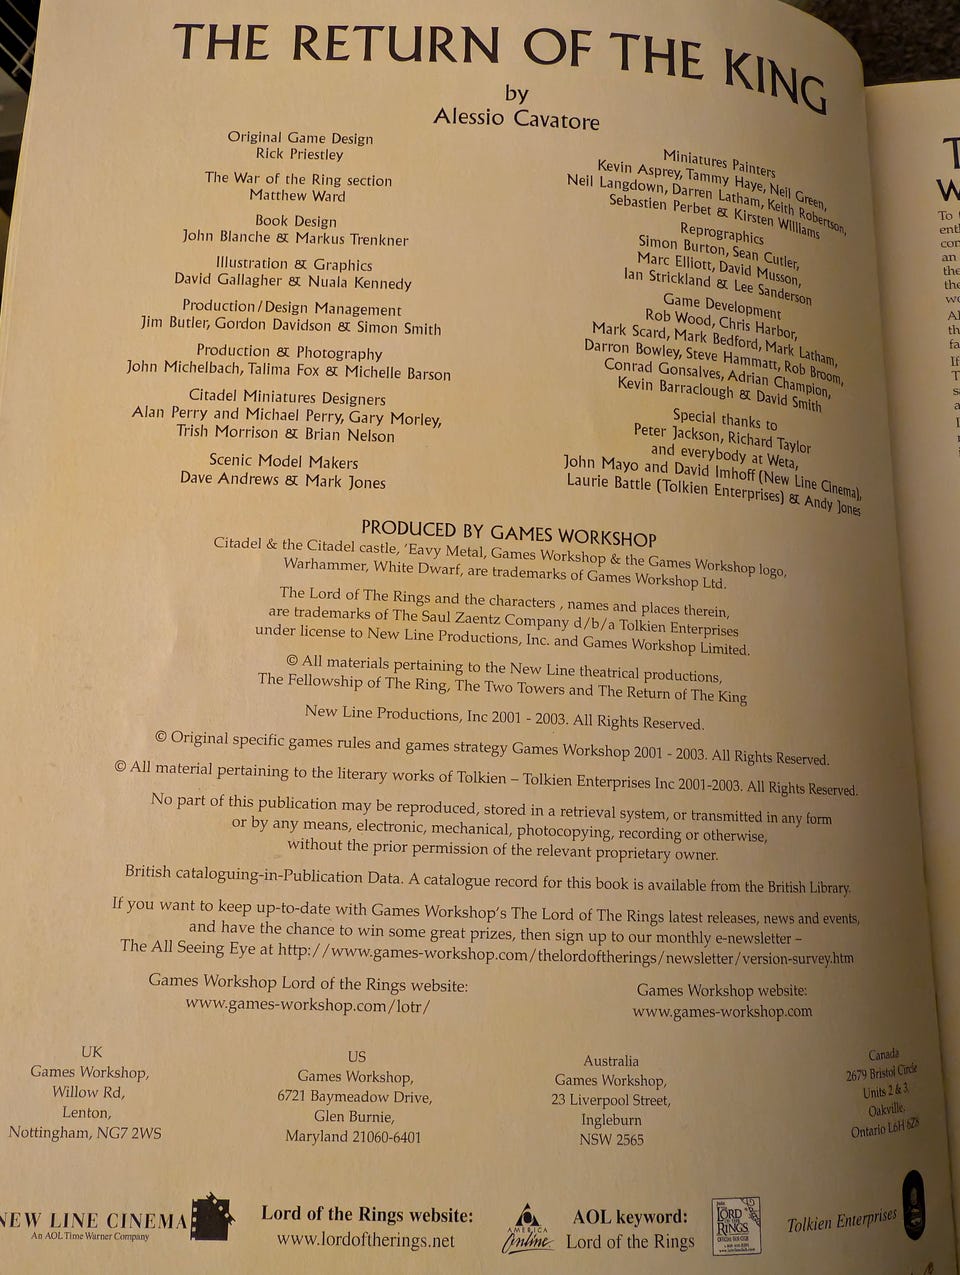 THE RETURN OF THE KING
by
Alessio Cavatore
Original Game Design
Rick Priestley
The War of the Ring section
Matthew Ward
Book Design
John Blanche & Markus Trenkner
Illustration & Graphics
David Gallagher & Nuala Kennedy
Production/Design Management
Jim Butler, Gordon Davidson & Simon Smith
Production & Photography
John Michelbach, Talima Fox & Michelle Barson
Citadel Miniatures Designers
Alan Perry and Michael Perry, Gary Morley,
Trish Morrison & Brian Nelson
Scenic Model Makers
Dave Andrews & Mark Jones
Miniatures Painters
Kevin Asprey, Tammy Haye, Neil Green,
Neil Langdown, Darren Latham, Keith Robertson,
Sebastien Perbet & Kirsten Williams
Reprographics
Simon Burton, Sean Cutler,
Marc Elliott, David Musson,
Ian Strickland & Lee Sanderson
Game Development
Rob Wood, Chris Harbor,
Mark Scard, Mark Bedford, Mark Latham,
Darron Bowley, Steve Hammatt, Rob Broom,
Conrad Gonsalves, Adrian Champion,
Kevin Barraclough & David Smith
Special thanks to
Peter Jackson, Richard Taylor
and everybody at Weta,
John Mayo and David Imhoff (New Line Cinema),
Laurie Battle (Tolkien Enterprises) & Andy Jones
PRODUCED BY GAMES WORKSHOP
Citadel & the Citadel castle, 'Eavy Metal, Games Workshop & the Games Workshop logo,
Warhammer, White Dwarf, are trademarks of Games Workshop Ltd.
The Lord of The Rings and the characters , names and places therein,
are trademarks of The Saul Zaentz Company d/b/a Tolkien Enterprises
under license to New Line Productions, Inc. and Games Workshop Limited.
© All materials pertaining to the New Line theatrical productions,
The Fellowship of The Ring, The Two Towers and The Return of The King
New Line Productions, Inc 2001 - 2003. All Rights Reserved.
© Original specific games rules and games strategy Games Workshop 2001 - 2003. All Rights Reserved.
© All material pertaining to the literary works of Tolkien – Tolkien Enterprises Inc 2001-2003. All Rights Reserved.
No part of this publication may be reproduced, stored in a retrieval system, or transmitted in any form
or by any means, electronic, mechanical, photocopying, recording or otherwise,
without the prior permission of the relevant proprietary owner.
British cataloguing-in-Publication Data. A catalogue record for this book is available from the British Library.
If you want to keep up-to-date with Games Workshop's The Lord of The Rings latest releases, news and events,
and have the chance to win some great prizes, then sign up to our monthly e-newsletter –
The All Seeing Eye at http://www.games-workshop.com/thelordoftherings/newsletter/version-survey.htm
Games Workshop Lord of the Rings website:
www.games-workshop.com/lotr/
Games Workshop website:
www.games-workshop.com
UK
Games Workshop,
Willow Rd,
Lenton,
Nottingham, NG7 2WS
US
Games Workshop,
6721 Baymeadow Drive,
Glen Burnie,
Maryland 21060-6401
Australia
Games Workshop,
23 Liverpool Street,
Ingleburn
NSW 2565
Canada
2679 Bristol Circle
Units 2 & 3,
Oakville,
Ontario L6H 6Z8
NEW LINE CINEMA
An AOL Time Warner Company
Lord of the Rings website:
www.lordoftherings.net
AMERICA
Online
AOL keyword:
Lord of the Rings
THE LORD OF THE RINGS
Tolkien Enterprises